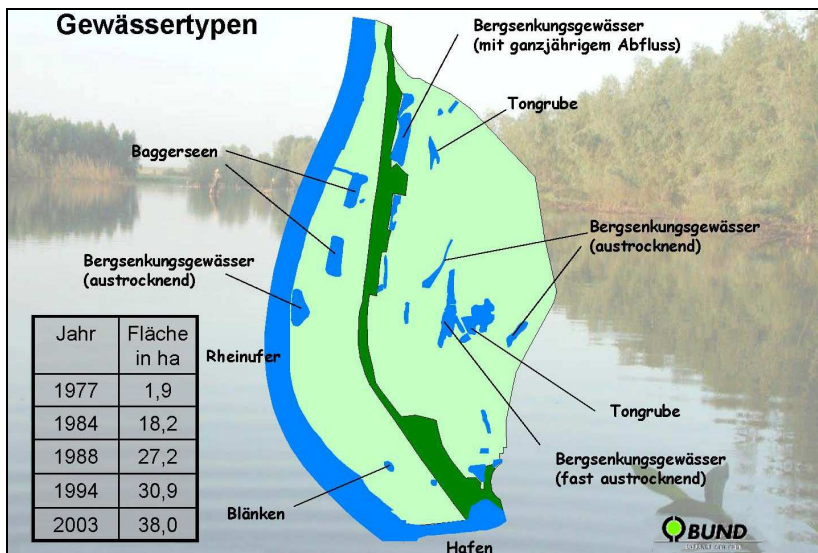 Gewässertypen
Bergsenkungsgewässer
(mit ganzjährigem Abfluss)
Tongrube
Baggerseen
Bergsenkungsgewässer
(austrocknend)
Bergsenkungsgewässer
(austrocknend)
Rheinufer
Jahr Fläche
in ha
1977 1,9
1984 18,2
1988 27,2
1994 30,9
2003 38,0
Tongrube
Bergsenkungsgewässer
(fast austrocknend)
Blänken
Hafen
BUND